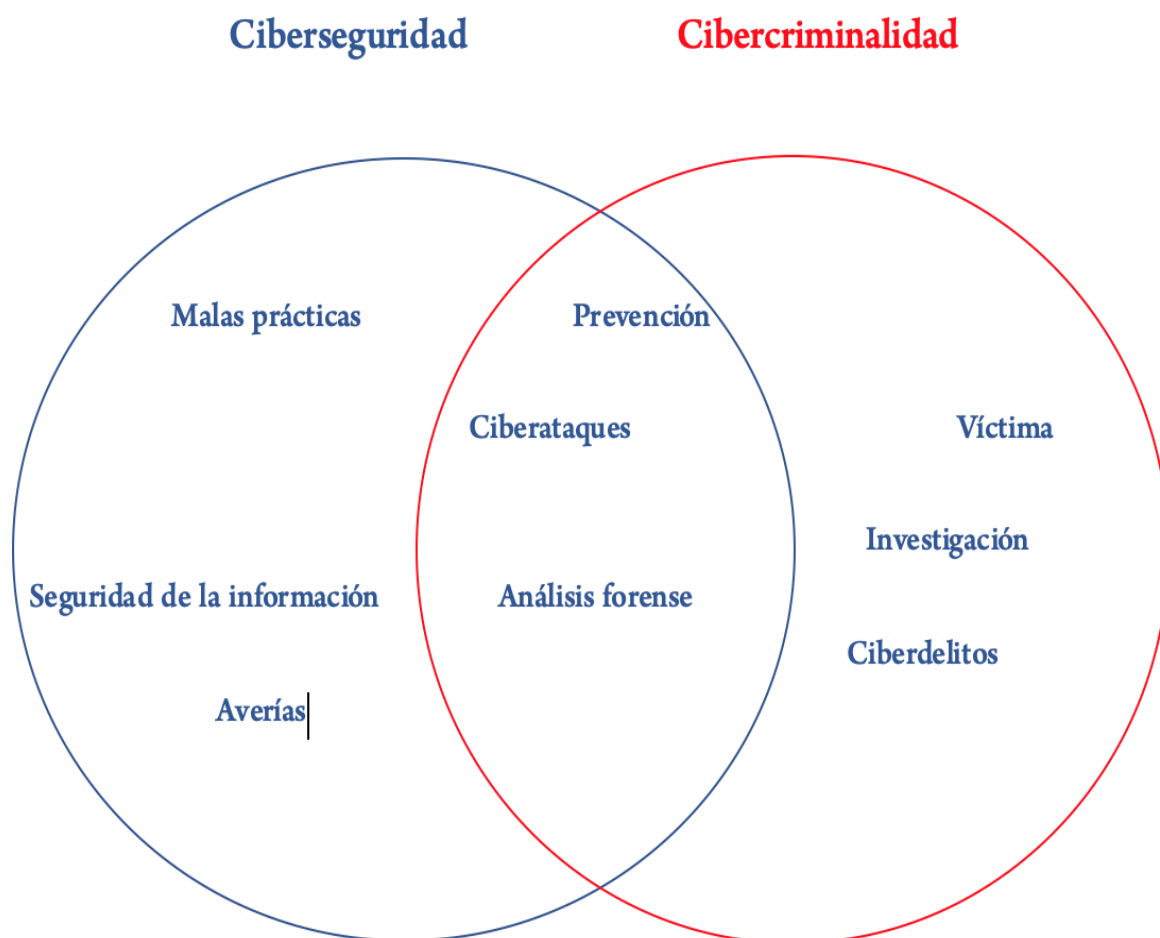 Ciberseguridad
Cibercriminalidad
Malas prácticas
Prevención
Ciberataques
Víctima
Investigación
Seguridad de la información
Análisis forense
Ciberdelitos
Averías